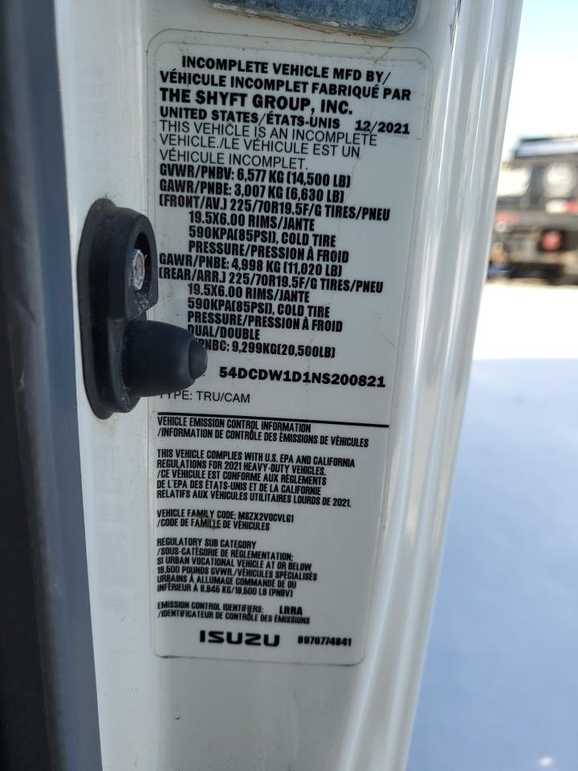 INCOMPLETE VEHICLE MFD BY/
VÉHICULE INCOMPLET FABRIQUÉ PAR
THE SHYFT GROUP, INC.
UNITED STATES/ÉTATS-UNIS 12/2021
THIS VEHICLE IS AN INCOMPLETE
VEHICLE./LE VÉHICULE EST UN
VÉHICULE INCOMPLET.
GVWR/PNBV: 6,577 KG (14,500 LB)
GAWR/PNBE: 3,007 KG (6,630 LB)
(FRONT/AV.) 225/70R19.5F/G TIRES/PNEU
19.5X6.00 RIMS/JANTE
590KPA(85PSI), COLD TIRE
PRESSURE/PRESSION À FROID
GAWR/PNBE: 4,998 KG (11,020 LB)
(REAR/ARR.) 225/70R19.5F/G TIRES/PNEU
19.5X6.00 RIMS/JANTE
590KPA(85PSI), COLD TIRE
PRESSURE/PRESSION À FROID
DUAL/DOUBLE
PNBC: 9,299KG(20,500LB)
54DCDW1D1NS200821
TYPE: TRU/CAM
VEHICLE EMISSION CONTROL INFORMATION
/INFORMATION DE CONTRÔLE DES ÉMISSIONS DE VÉHICULES
THIS VEHICLE COMPLIES WITH U.S. EPA AND CALIFORNIA
REGULATIONS FOR 2021 HEAVY-DUTY VEHICLES.
/CE VÉHICULE EST CONFORME AUX RÈGLEMENTS
DE L'EPA DES ÉTATS-UNIS ET DE LA CALIFORNIE
RELATIFS AUX VÉHICULES UTILITAIRES LOURDS DE 2021.
VEHICLE FAMILY CODE: MSZX2VOCVLG1
/CODE DE FAMILLE DE VÉHICULES
REGULATORY SUB CATEGORY
/SOUS-CATÉGORIE DE RÉGLEMENTATION:
SI URBAN VOCATIONAL VEHICLE AT OR BELOW
19,500 POUNDS GVWR/VÉHICULES SPÉCIALISÉS
URBAINS À ALLUMAGE COMMANDÉ DE OU
INFÉRIEUR À 8,845 KG/19,500 LB (PNBV)
EMISSION CONTROL IDENTIFIERS: LRRA
/IDENTIFICATEUR DE CONTRÔLE DES ÉMISSIONS
ISUZU 8970774841